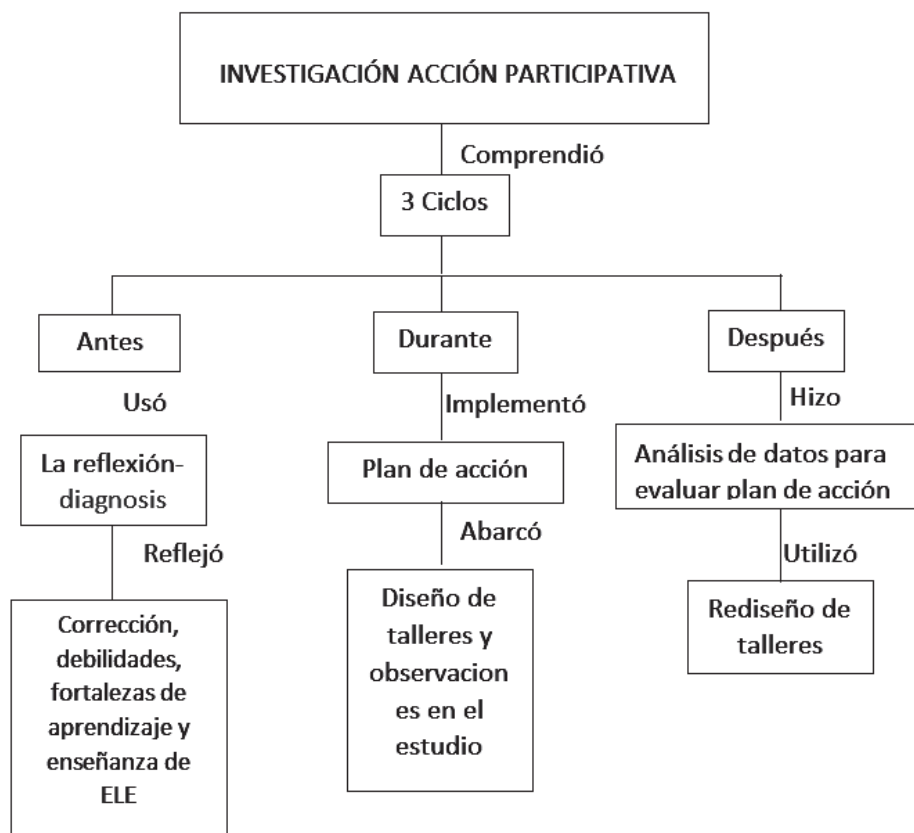 INVESTIGACIÓN ACCIÓN PARTICIPATIVA
Comprendió
3 Ciclos
Antes
Durante
Después
Usó
Implementó
Hizo
La reflexión-
diagnosis
Plan de acción
Análisis de datos para
evaluar plan de acción
Reflejó
Abarcó
Utilizó
Corrección,
debilidades,
fortalezas de
aprendizaje y
enseñanza de
ELE
Diseño de
talleres y
observacion
es en el
estudio
Rediseño de
talleres